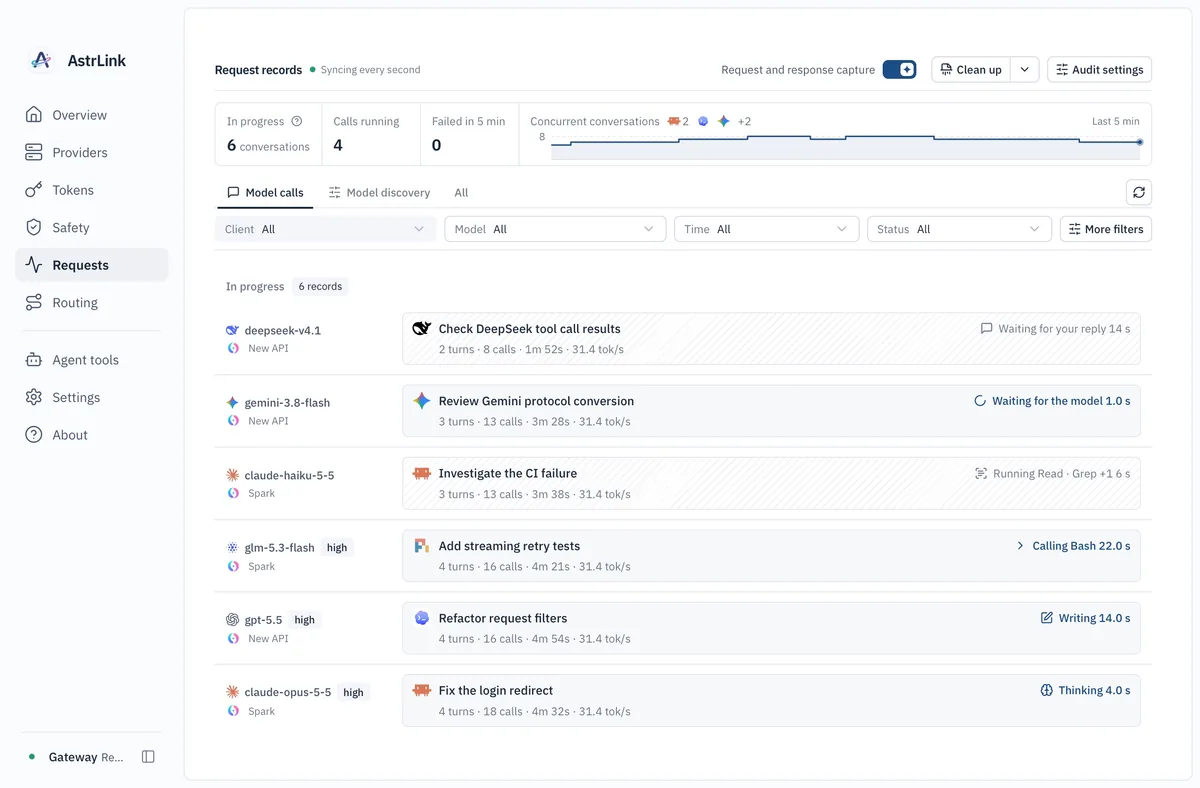 AstrLink
Overview
Providers
Tokens
Safety
Requests
Routing
Agent tools
Settings
About
Gateway Re...
Request records Syncing every second
Request and response capture
Clean up
Audit settings
In progress
6 conversations
Calls running
4
Failed in 5 min
0
Concurrent conversations 2 +2
Last 5 min
8
Model calls
Model discovery
All
Client All
Model All
Time All
Status All
More filters
In progress 6 records
deepseek-v4.1
New API
Check DeepSeek tool call results
2 turns · 8 calls · 1m 52s · 31.4 tok/s
Waiting for your reply 14 s
gemini-3.8-flash
New API
Review Gemini protocol conversion
3 turns · 13 calls · 3m 28s · 31.4 tok/s
Waiting for the model 1.0 s
claude-haiku-5-5
Spark
Investigate the CI failure
3 turns · 13 calls · 3m 38s · 31.4 tok/s
Running Read · Grep +1 6 s
glm-5.3-flash high
Spark
Add streaming retry tests
4 turns · 16 calls · 4m 21s · 31.4 tok/s
Calling Bash 22.0 s
gpt-5.5 high
New API
Refactor request filters
4 turns · 16 calls · 4m 54s · 31.4 tok/s
Writing 14.0 s
claude-opus-5-5 high
Spark
Fix the login redirect
4 turns · 18 calls · 4m 32s · 31.4 tok/s
Thinking 4.0 s